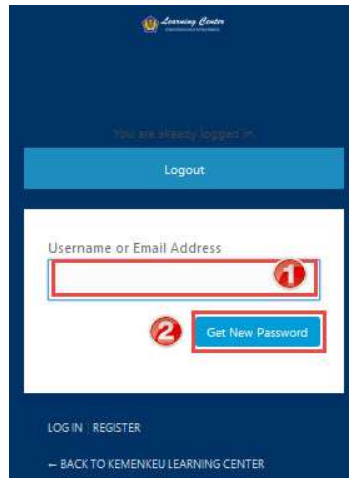 Learning Center
You are already logged in.
Logout
Username or Email Address
1
2
Get New Password
LOG IN | REGISTER
← BACK TO KEMENKEU LEARNING CENTER